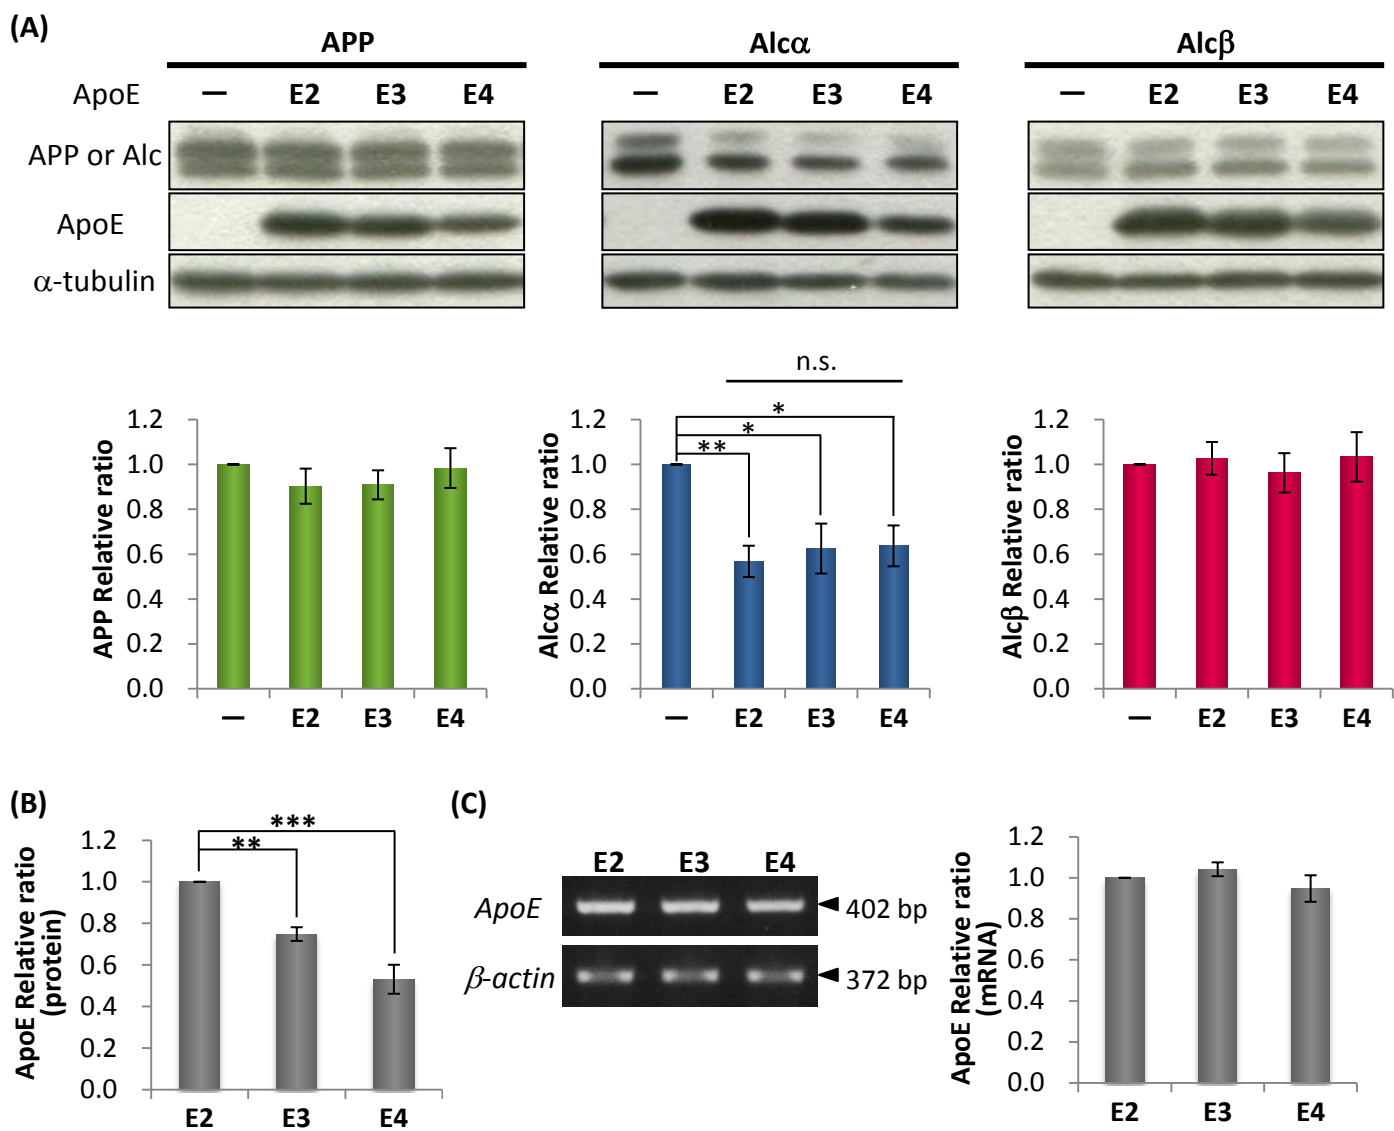 (A)
APP Alcα Alcβ
ApoE — E2 E3 E4 — E2 E3 E4 — E2 E3 E4
APP or Alc
ApoE
α-tubulin
n.s.
APP Relative ratio
1.2
1.0
0.8
0.6
0.4
0.2
0.0
— E2 E3 E4
Alcα Relative ratio
1.2
1.0
0.8
0.6
0.4
0.2
0.0
*
*
**
— E2 E3 E4
Alcβ Relative ratio
1.2
1.0
0.8
0.6
0.4
0.2
0.0
— E2 E3 E4
(B)
ApoE Relative ratio
(protein)
1.2
1.0
0.8
0.6
0.4
0.2
0.0
***
**
E2 E3 E4
(C)
E2 E3 E4
ApoE 402 bp
β-actin 372 bp
ApoE Relative ratio
(mRNA)
1.2
1.0
0.8
0.6
0.4
0.2
0.0
E2 E3 E4